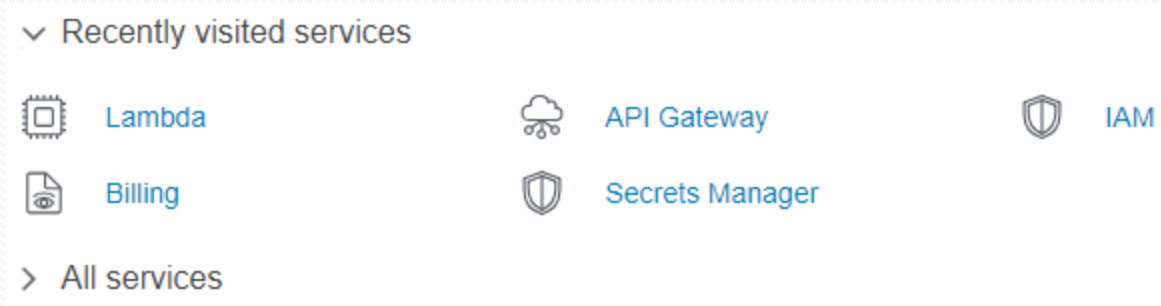 Recently visited services
Lambda API Gateway IAM
Billing Secrets Manager
All services